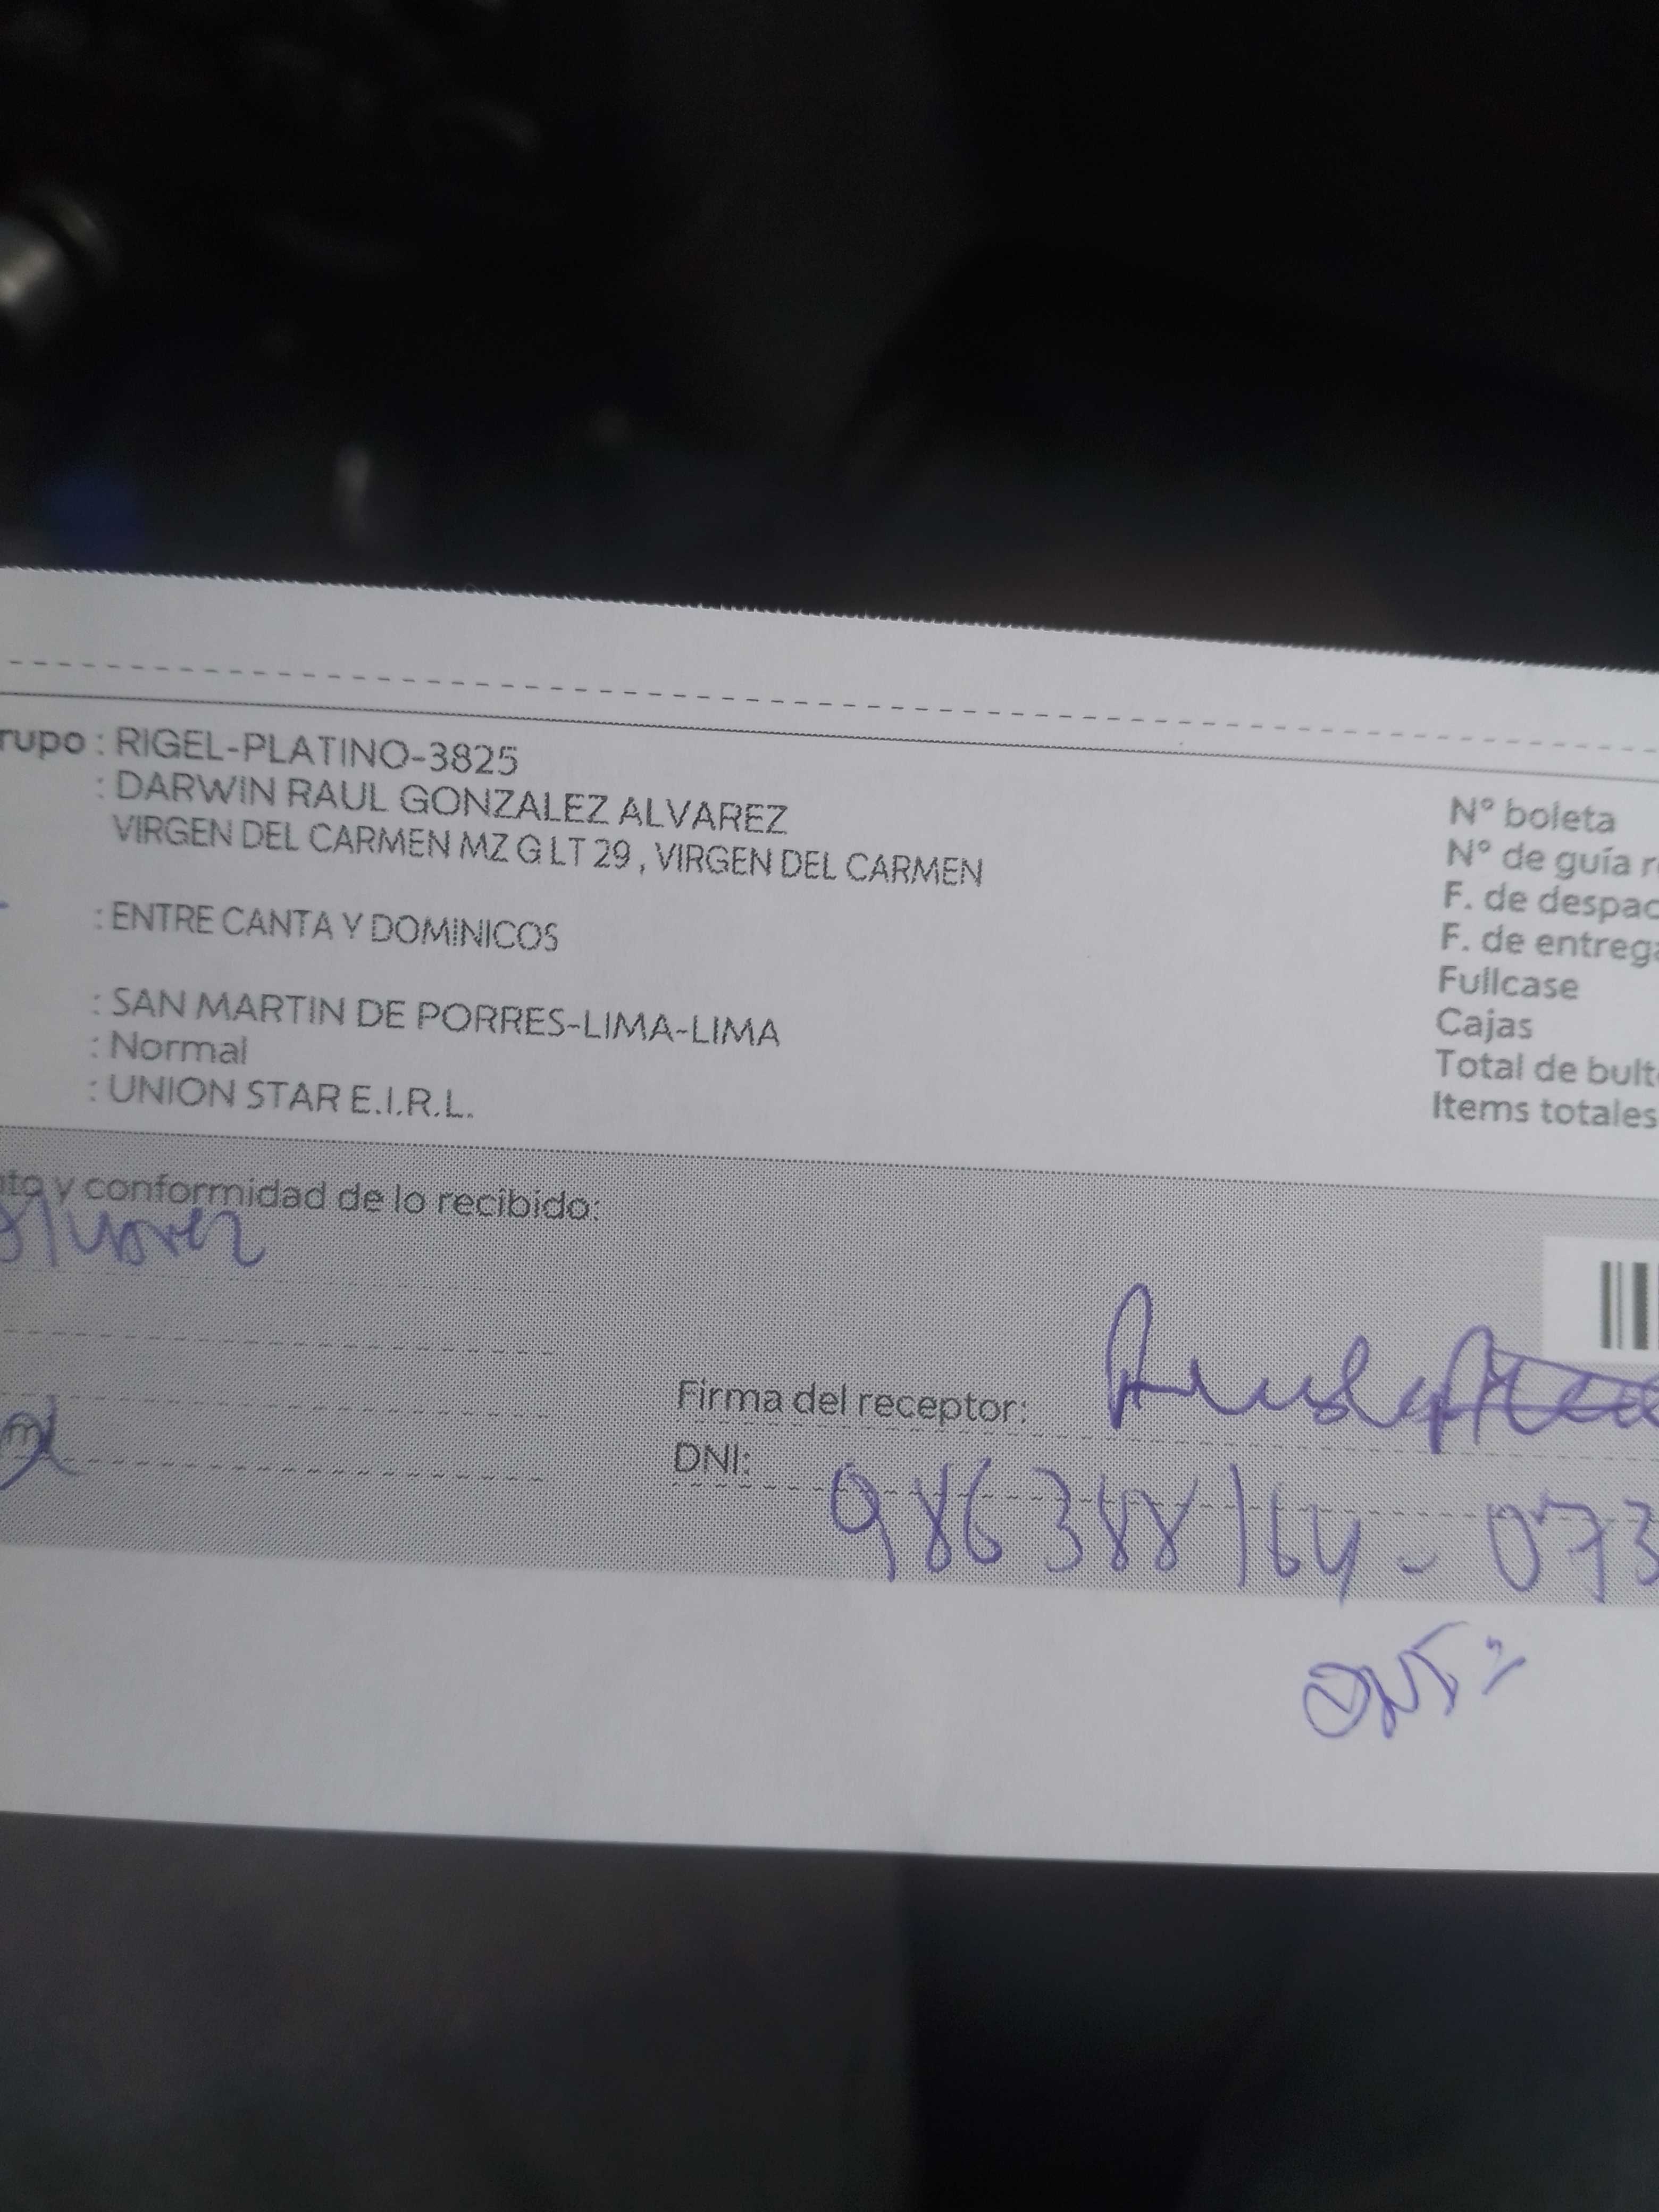 rupo : RIGEL-PLATINO-3825
: DARWIN RAUL GONZALEZ ALVAREZ
VIRGEN DEL CARMEN MZ G LT 29 , VIRGEN DEL CARMEN
: ENTRE CANTA Y DOMINICOS
: SAN MARTIN DE PORRES-LIMA-LIMA
: Normal
: UNION STAR E.I.R.L.
N° boleta
N° de guía r
F. de despac
F. de entrega
Fullcase
Cajas
Total de bult
Items totales
nto y conformidad de lo recibido:
Alvarez
Firma del receptor:
DNI: 986388164 - 073